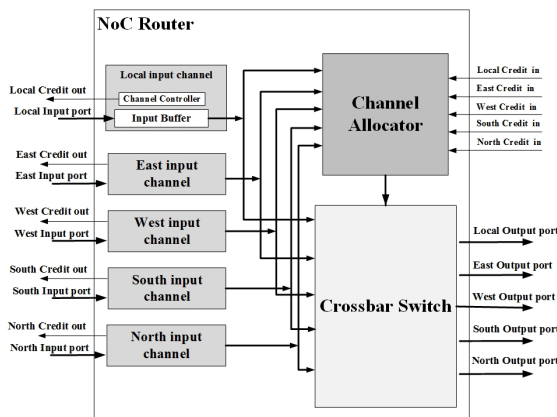 NoC Router
Local input channel
Channel Controller
Input Buffer
Local Credit out
Local Input port
East Credit out
East Input port
East input
channel
West Credit out
West Input port
West input
channel
South Credit out
South Input port
South input
channel
North Credit out
North Input port
North input
channel
Channel
Allocator
Local Credit in
East Credit in
West Credit in
South Credit in
North Credit in
Crossbar Switch
Local Output port
East Output port
West Output port
South Output port
North Output port